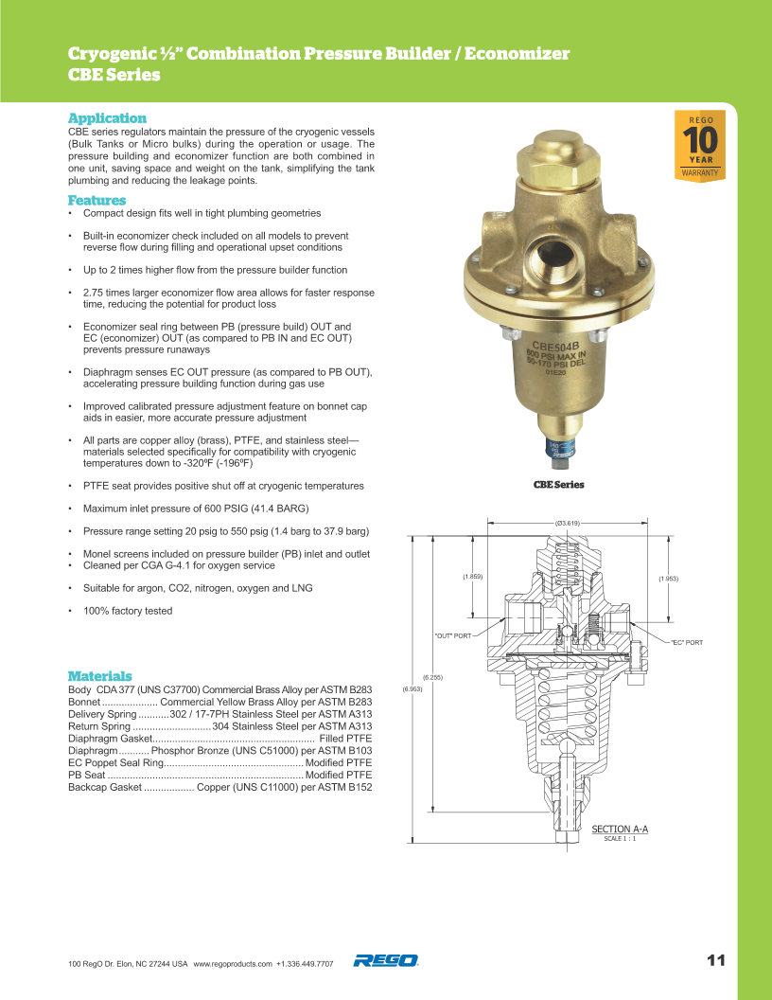 Cryogenic ½” Combination Pressure Builder / Economizer
CBE Series
Application
CBE series regulators maintain the pressure of the cryogenic vessels
(Bulk Tanks or Micro bulks) during the operation or usage. The
pressure building and economizer function are both combined in
one unit, saving space and weight on the tank, simplifying the tank
plumbing and reducing the leakage points.
Features
• Compact design fits well in tight plumbing geometries
• Built-in economizer check included on all models to prevent
reverse flow during filling and operational upset conditions
• Up to 2 times higher flow from the pressure builder function
• 2.75 times larger economizer flow area allows for faster response
time, reducing the potential for product loss
• Economizer seal ring between PB (pressure build) OUT and
EC (economizer) OUT (as compared to PB IN and EC OUT)
prevents pressure runaways
• Diaphragm senses EC OUT pressure (as compared to PB OUT),
accelerating pressure building function during gas use
• Improved calibrated pressure adjustment feature on bonnet cap
aids in easier, more accurate pressure adjustment
• All parts are copper alloy (brass), PTFE, and stainless steel—
materials selected specifically for compatibility with cryogenic
temperatures down to -320ºF (-196ºF)
• PTFE seat provides positive shut off at cryogenic temperatures
• Maximum inlet pressure of 600 PSIG (41.4 BARG)
• Pressure range setting 20 psig to 550 psig (1.4 barg to 37.9 barg)
• Monel screens included on pressure builder (PB) inlet and outlet
• Cleaned per CGA G-4.1 for oxygen service
• Suitable for argon, CO2, nitrogen, oxygen and LNG
• 100% factory tested
Materials
Body CDA 377 (UNS C37700) Commercial Brass Alloy per ASTM B283
Bonnet .................... Commercial Yellow Brass Alloy per ASTM B283
Delivery Spring ...........302 / 17-7PH Stainless Steel per ASTM A313
Return Spring ............................ 304 Stainless Steel per ASTM A313
Diaphragm Gasket.......................................................... Filled PTFE
Diaphragm........... Phosphor Bronze (UNS C51000) per ASTM B103
EC Poppet Seal Ring.................................................. Modified PTFE
PB Seat ...................................................................... Modified PTFE
Backcap Gasket .................. Copper (UNS C11000) per ASTM B152
REGO
10
YEAR
WARRANTY
CBE504B
600 PSI MAX IN
50-170 PSI DEL
01E20
140
CBE Series
(Ø3.619)
(1.859)
(1.953)
"OUT" PORT
"EC" PORT
(6.255)
(6.953)
SECTION A-A
SCALE 1 : 1
100 RegO Dr. Elon, NC 27244 USA www.regoproducts.com +1.336.449.7707
REGO
11